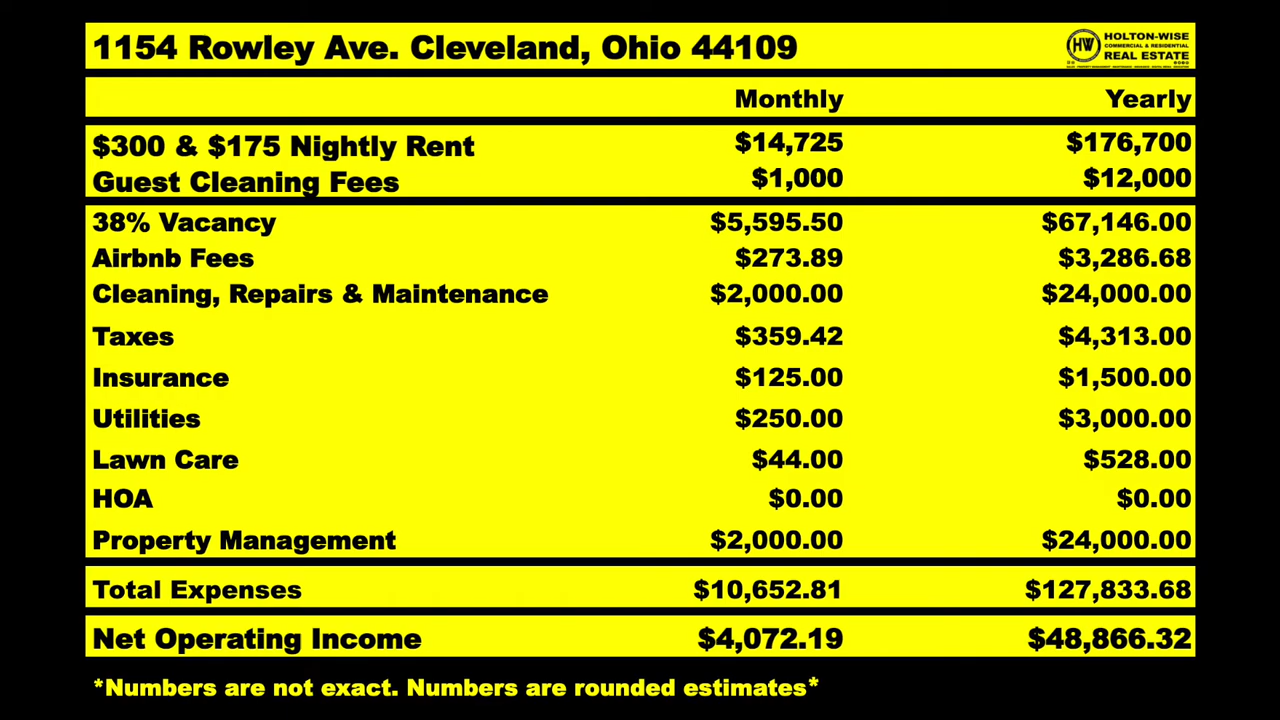 1154 Rowley Ave. Cleveland, Ohio 44109
HW
HOLTON-WISE
COMMERCIAL & RESIDENTIAL
REAL ESTATE
Monthly Yearly
$300 & $175 Nightly Rent $14,725 $176,700
Guest Cleaning Fees $1,000 $12,000
38% Vacancy $5,595.50 $67,146.00
Airbnb Fees $273.89 $3,286.68
Cleaning, Repairs & Maintenance $2,000.00 $24,000.00
Taxes $359.42 $4,313.00
Insurance $125.00 $1,500.00
Utilities $250.00 $3,000.00
Lawn Care $44.00 $528.00
HOA $0.00 $0.00
Property Management $2,000.00 $24,000.00
Total Expenses $10,652.81 $127,833.68
Net Operating Income $4,072.19 $48,866.32
*Numbers are not exact. Numbers are rounded estimates*